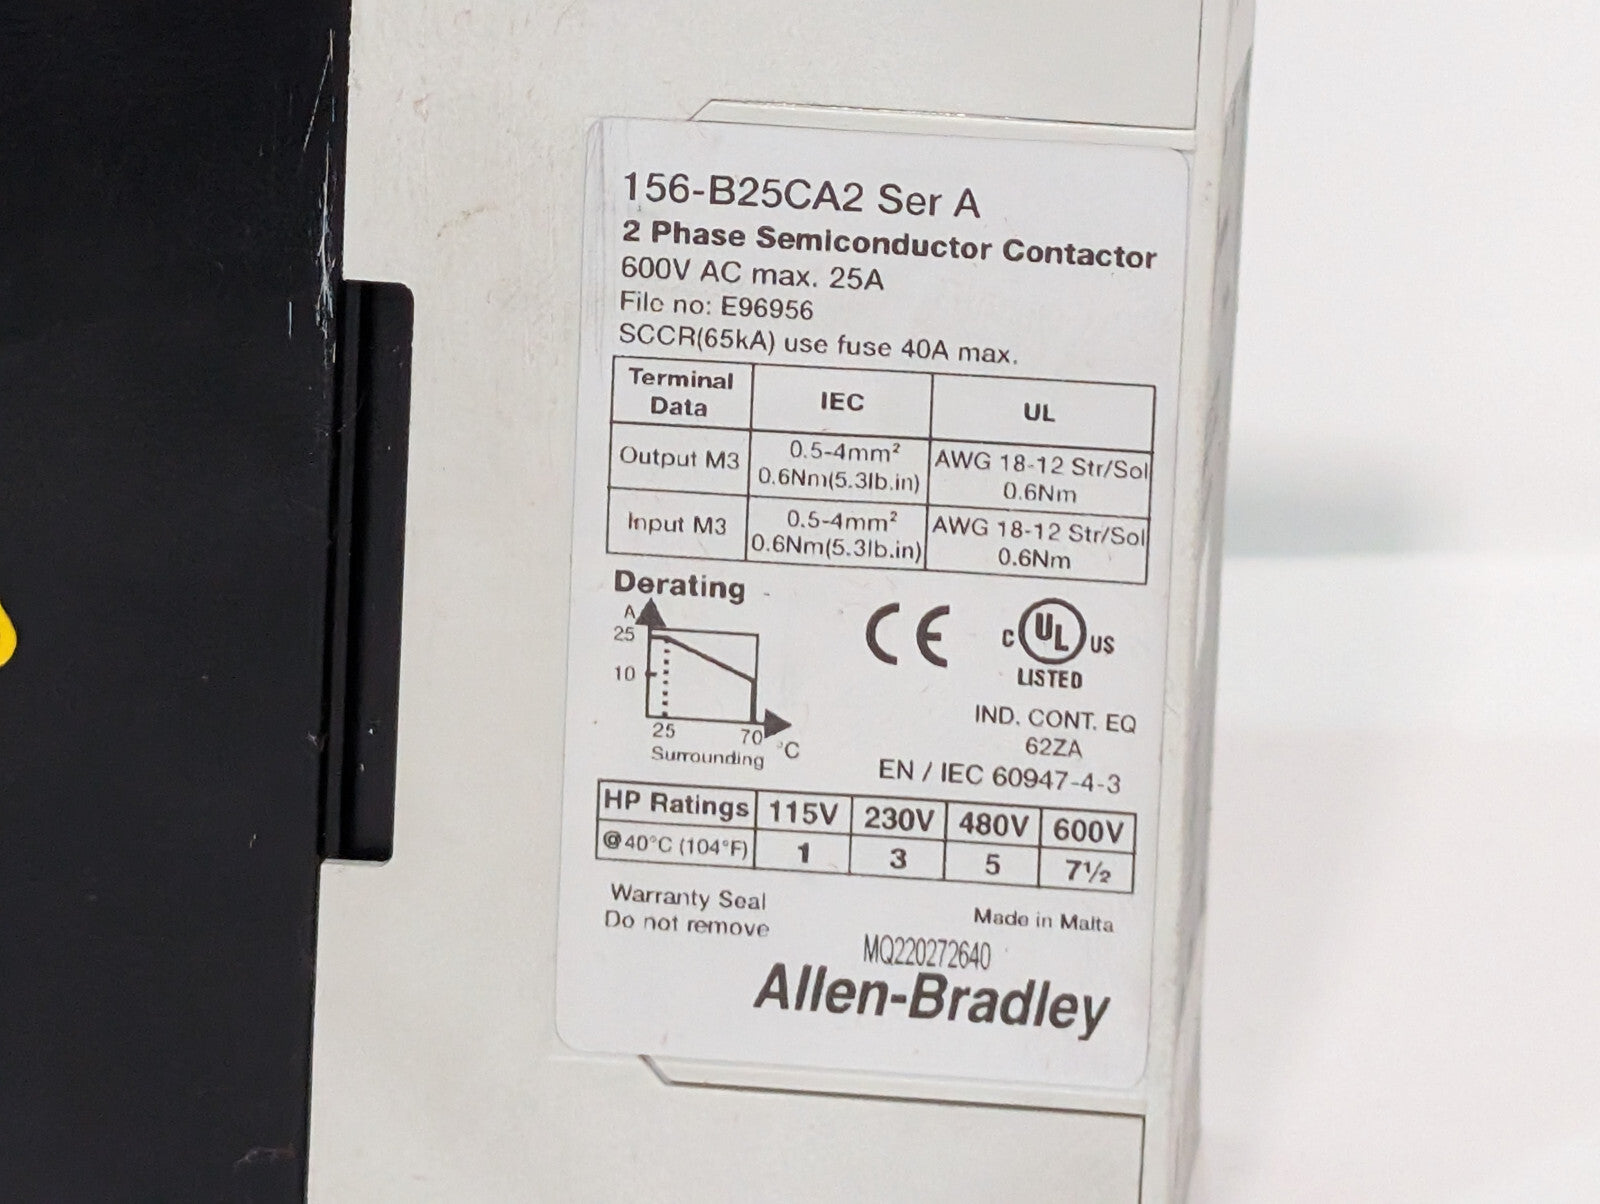 156-B25CA2 Ser A
2 Phase Semiconductor Contactor
600V AC max. 25A
File no: E96956
SCCR(65kA) use fuse 40A max.
Terminal Data IEC UL
Output M3 0.5-4mm² 0.6Nm(5.3lb.in) AWG 18-12 Str/Sol 0.6Nm
Input M3 0.5-4mm² 0.6Nm(5.3lb.in) AWG 18-12 Str/Sol 0.6Nm
Derating
A
25
10
25 70 °C
Surrounding
CE
C UL US
LISTED
IND. CONT. EQ
62ZA
EN / IEC 60947-4-3
HP Ratings 115V 230V 480V 600V
@40°C (104°F) 1 3 5 7½
Warranty Seal
Do not remove
Made in Malta
MQ220272640
Allen-Bradley